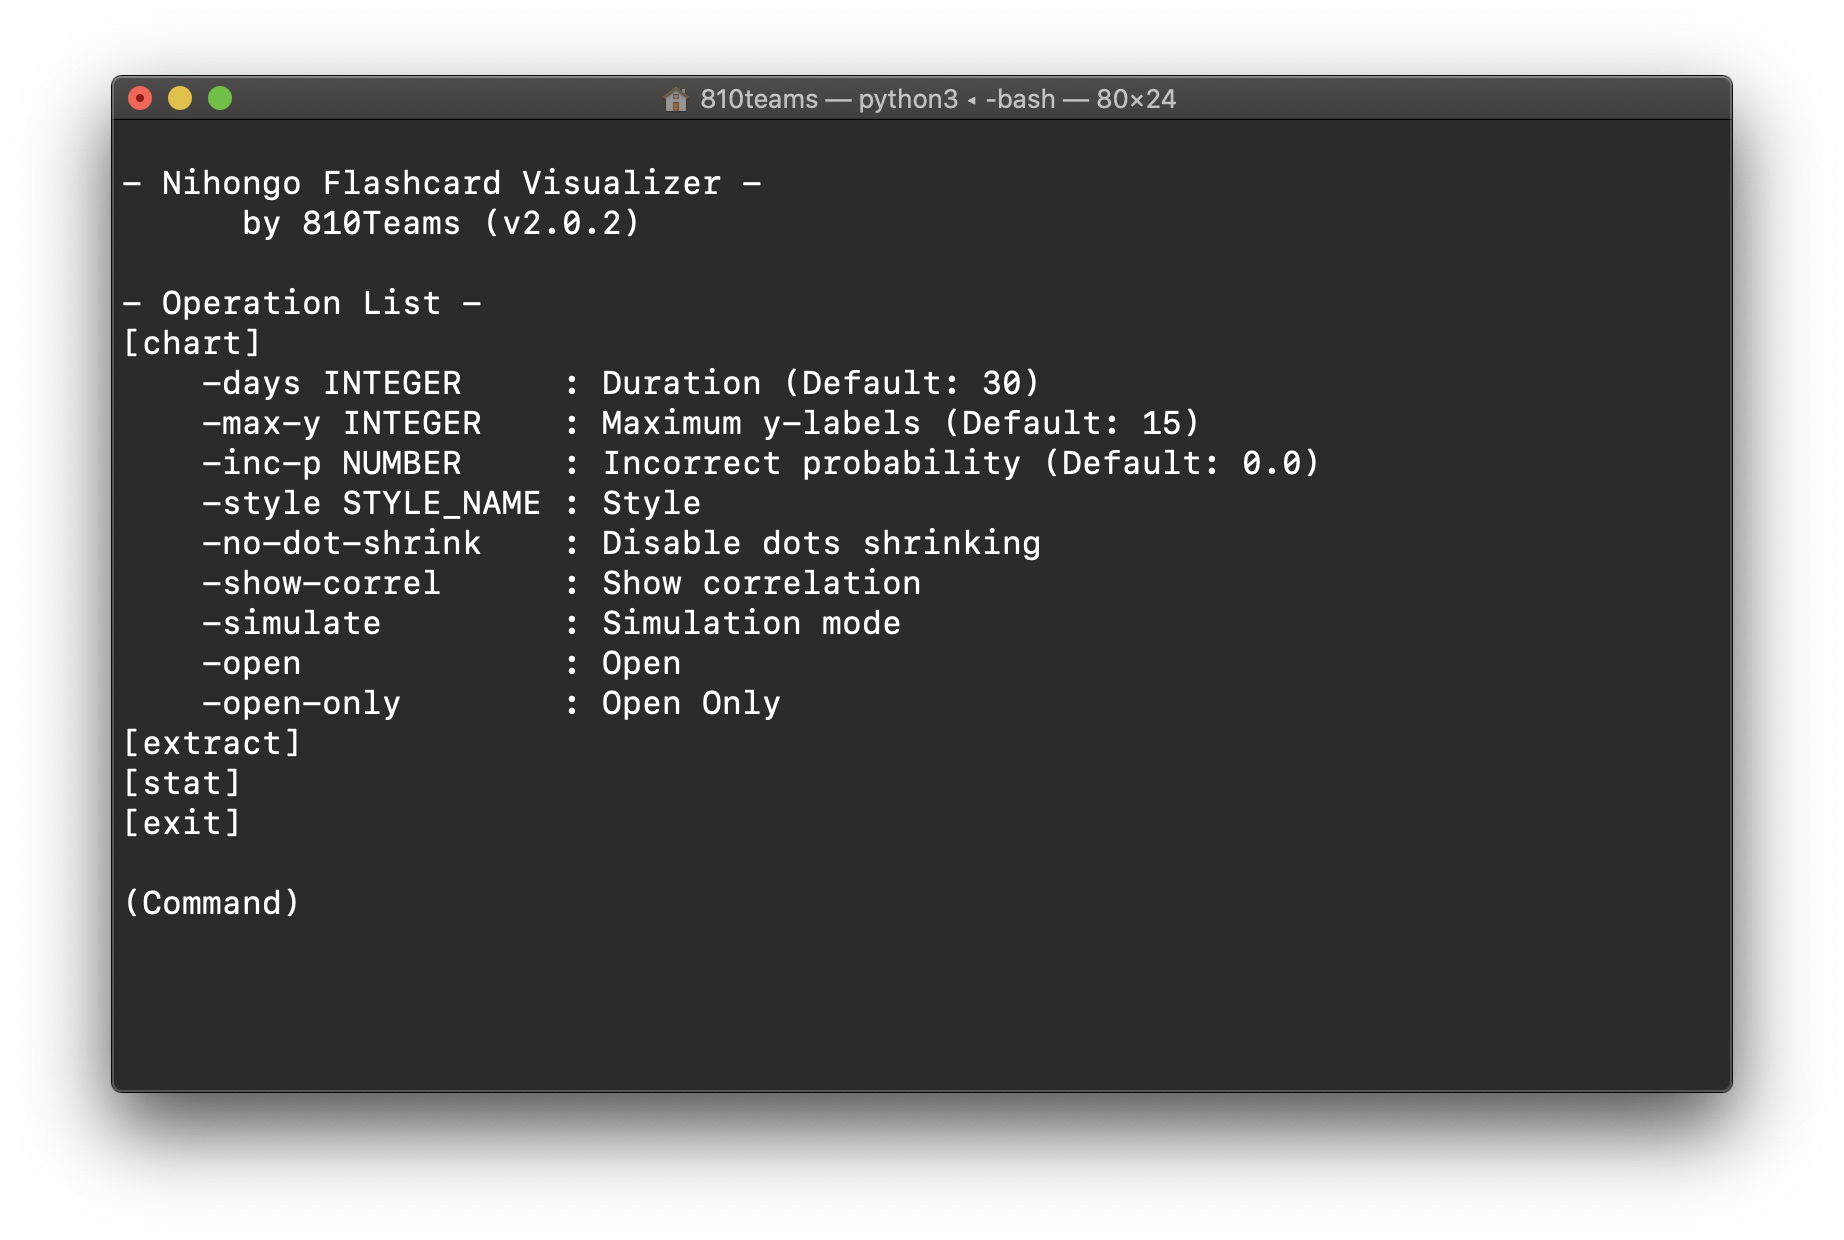 810teams — python3 ◂ -bash — 80×24
- Nihongo Flashcard Visualizer -
by 810Teams (v2.0.2)
- Operation List -
[chart]
-days INTEGER : Duration (Default: 30)
-max-y INTEGER : Maximum y-labels (Default: 15)
-inc-p NUMBER : Incorrect probability (Default: 0.0)
-style STYLE_NAME : Style
-no-dot-shrink : Disable dots shrinking
-show-correl : Show correlation
-simulate : Simulation mode
-open : Open
-open-only : Open Only
[extract]
[stat]
[exit]
(Command)